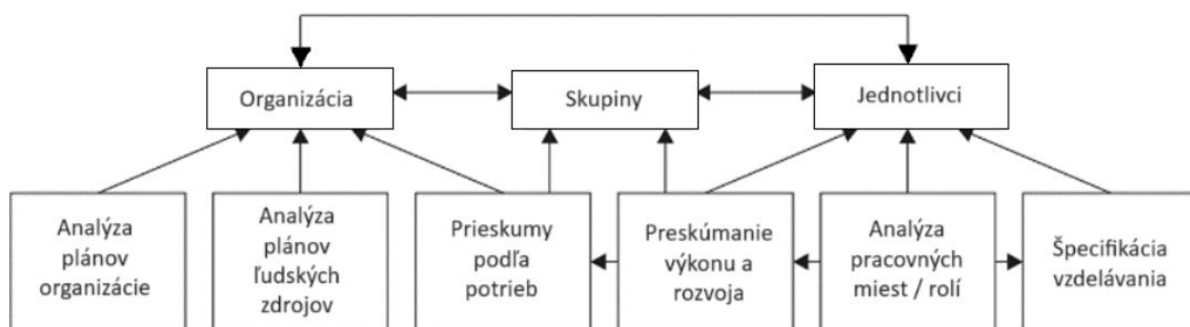 Organizácia
Skupiny
Jednotlivci
Analýza
plánov
organizácie
Analýza
plánov
ľudských
zdrojov
Prieskumy
podľa
potrieb
Preskúmanie
výkonu a
rozvoja
Analýza
pracovných
miest / rolí
Špecifikácia
vzdelávania